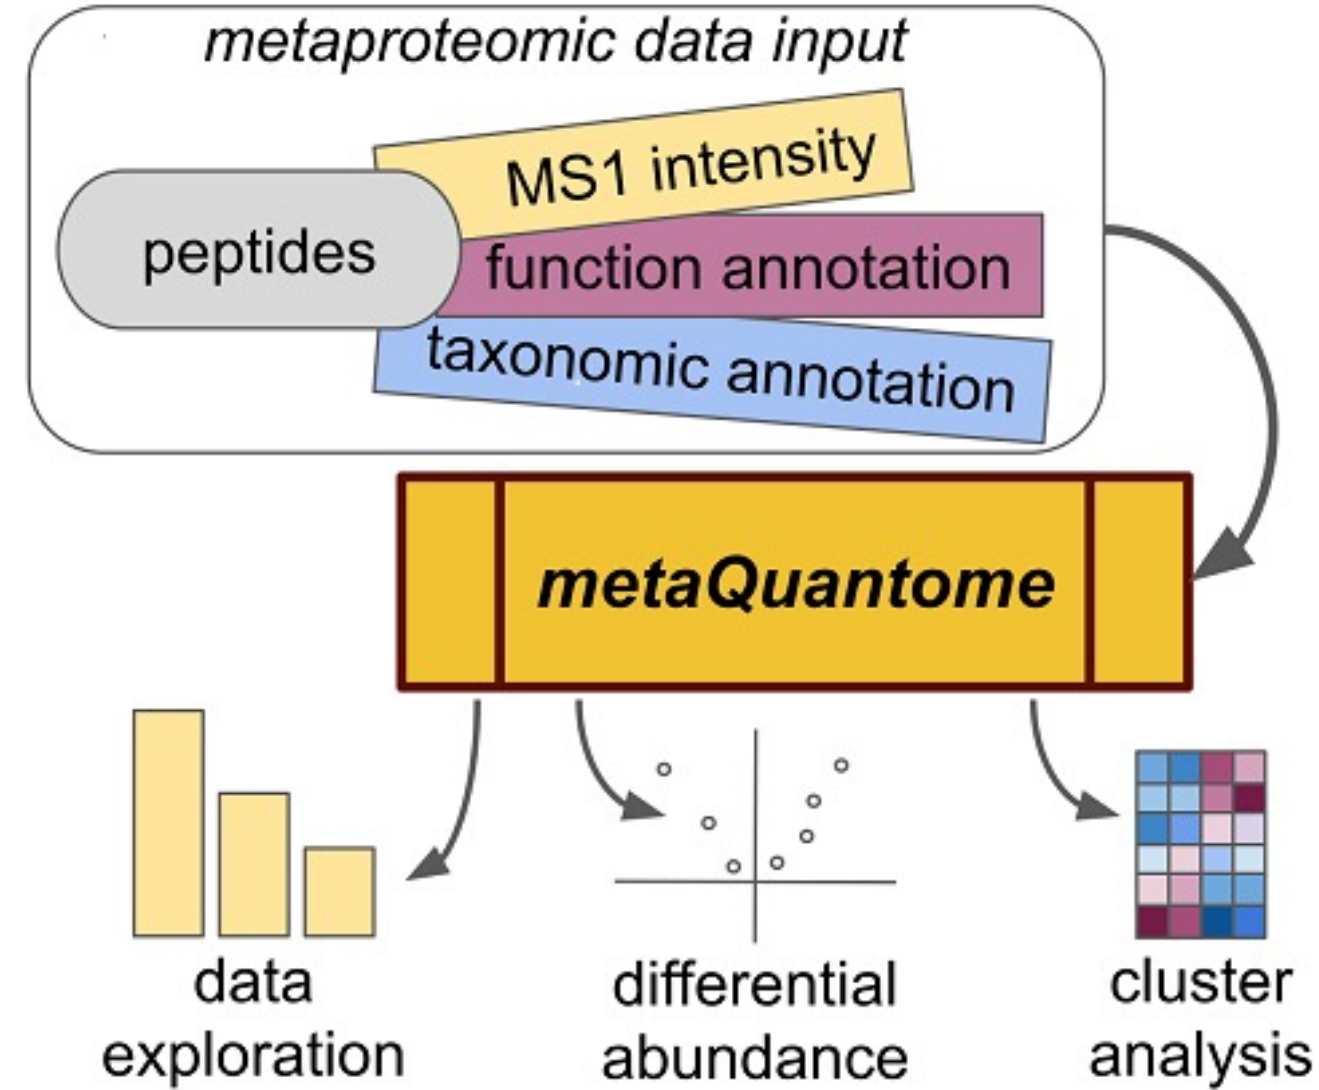 metaproteomic data input
MS1 intensity
peptides
function annotation
taxonomic annotation
metaQuantome
data
exploration
differential
abundance
cluster
analysis